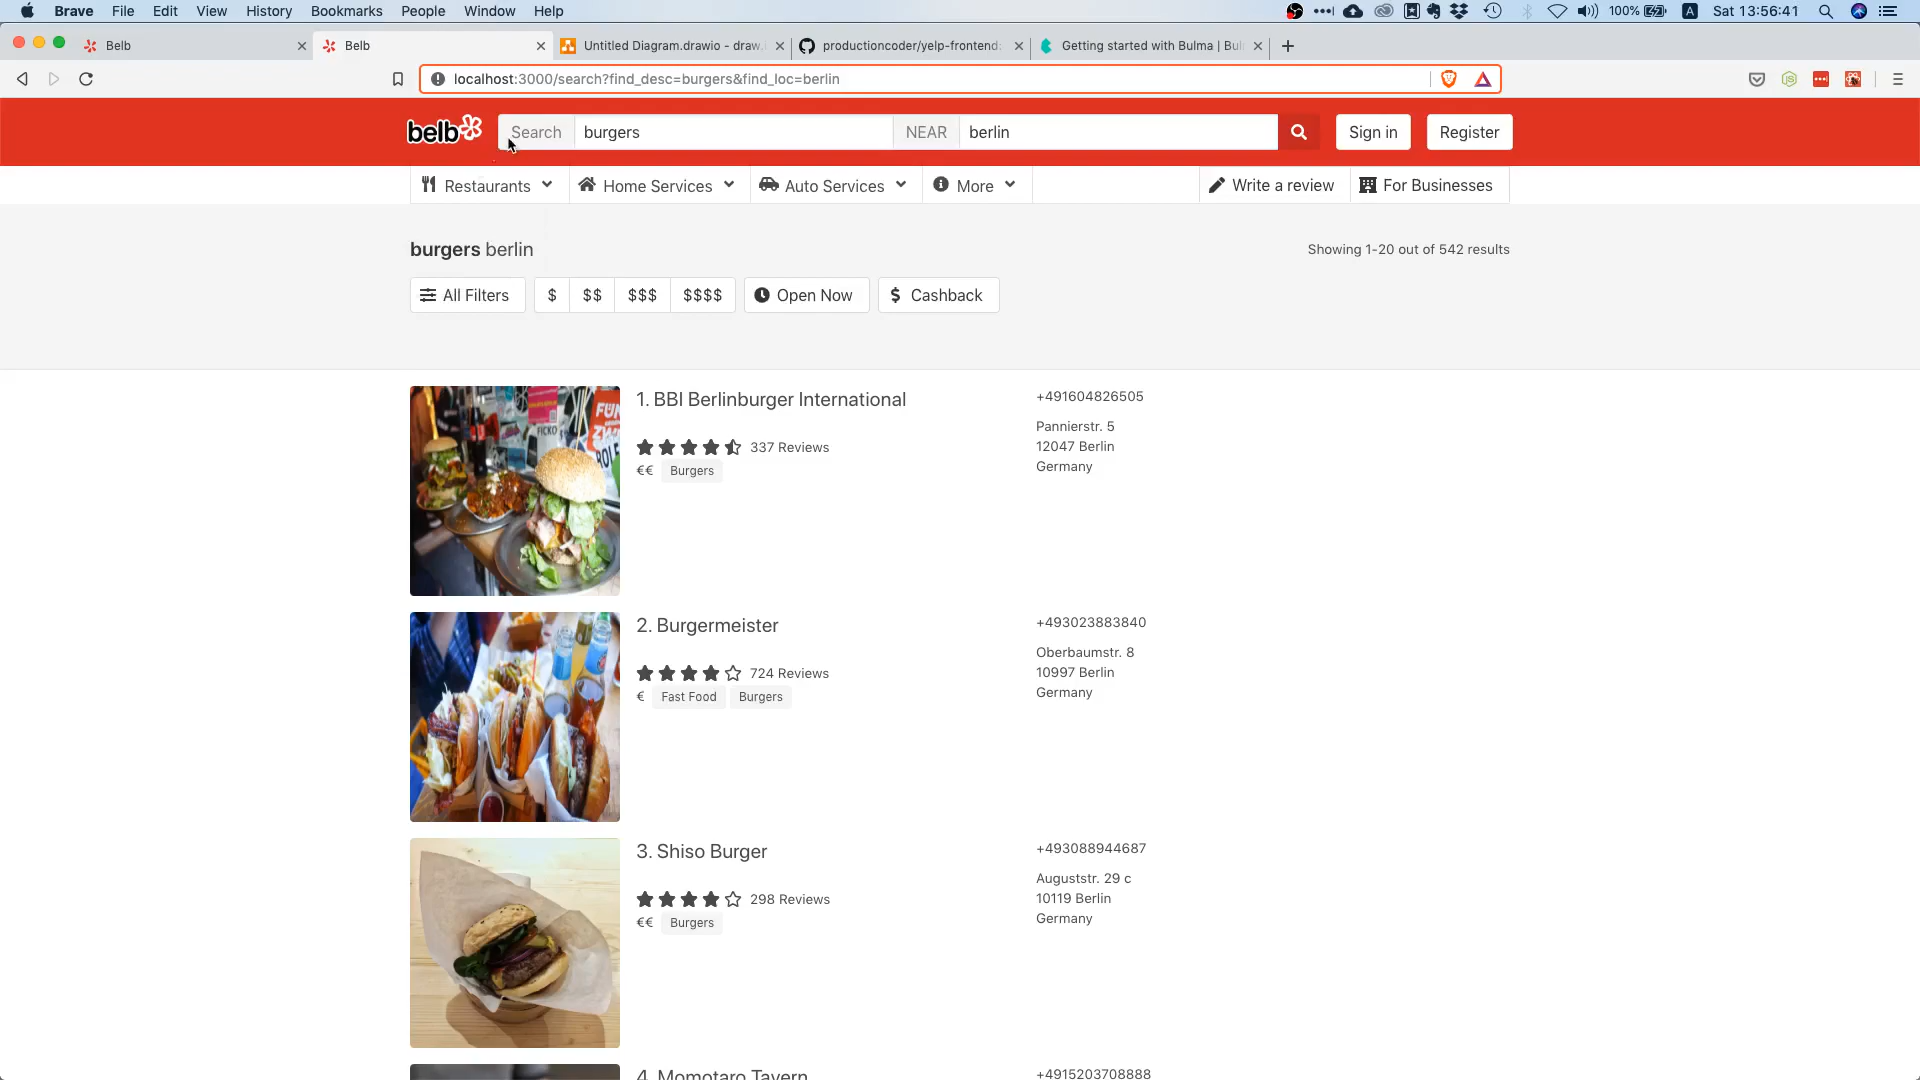 Brave File Edit View History Bookmarks People Window Help 100% A Sat 13:56:41
Belb
Belb
Untitled Diagram.drawio - draw.
productioncoder/yelp-frontend:
Getting started with Bulma | Bul
localhost:3000/search?find_desc=burgers&find_loc=berlin
belb Search burgers NEAR berlin Sign in Register
Restaurants Home Services Auto Services More Write a review For Businesses
burgers berlin Showing 1-20 out of 542 results
All Filters $ $$ $$$ $$$$ Open Now $ Cashback
1. BBI Berlinburger International
337 Reviews
€€ Burgers
+491604826505
Pannierstr. 5
12047 Berlin
Germany
2. Burgermeister
724 Reviews
€ Fast Food Burgers
+493023883840
Oberbaumstr. 8
10997 Berlin
Germany
3. Shiso Burger
298 Reviews
€€ Burgers
+493088944687
Auguststr. 29 c
10119 Berlin
Germany
4. Momotaro Tavern
+4915203708888